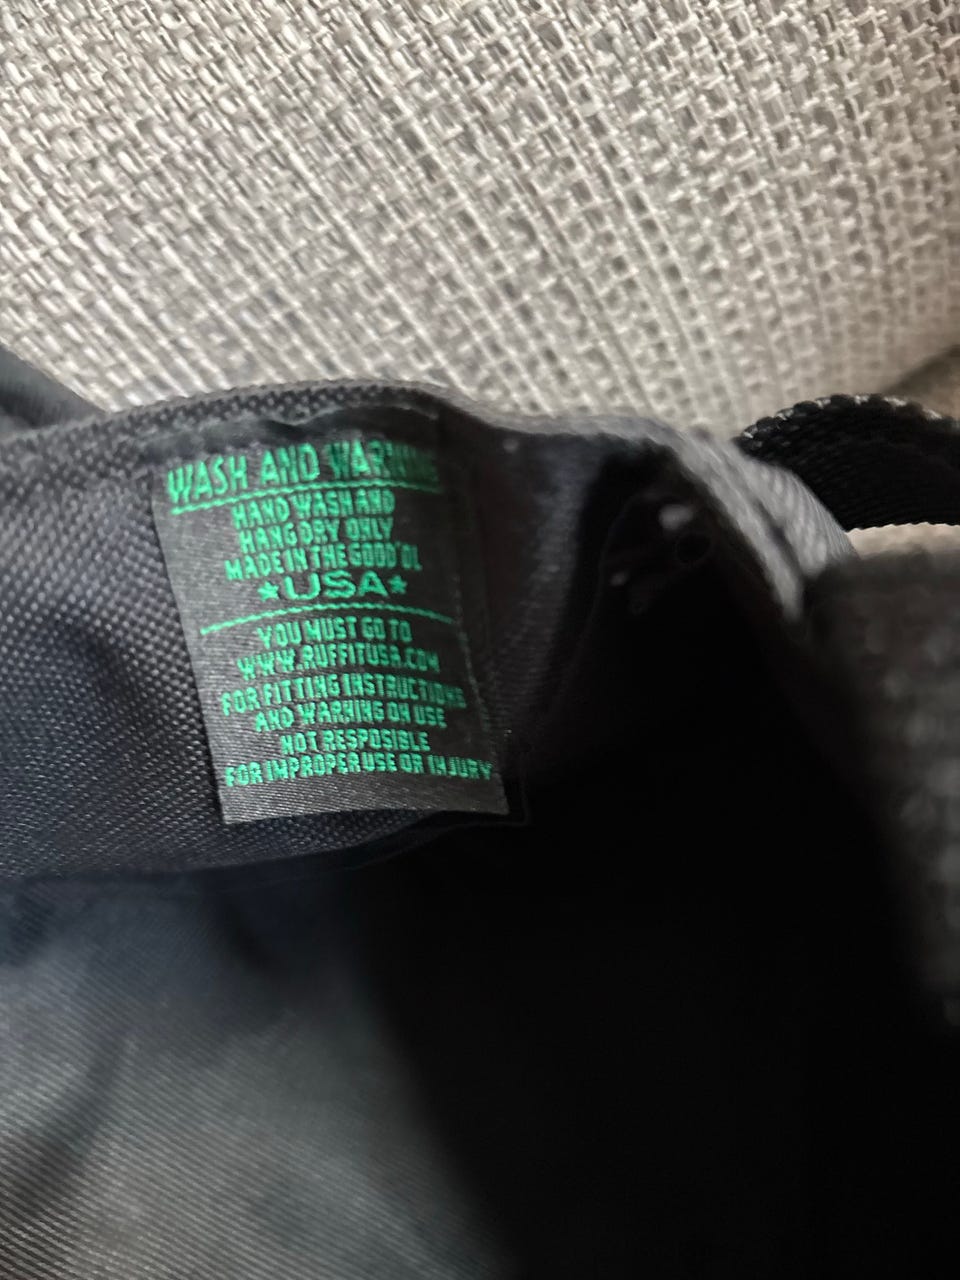 WASH AND WARNING
HAND WASH AND
HANG DRY ONLY
MADE IN THE GOOD'OL
★USA★
YOU MUST GO TO
WWW.RUFFITUSA.COM
FOR FITTING INSTRUCTIONS
AND WARNING ON USE
NOT RESPOSIBLE
FOR IMPROPER USE OR INJURY